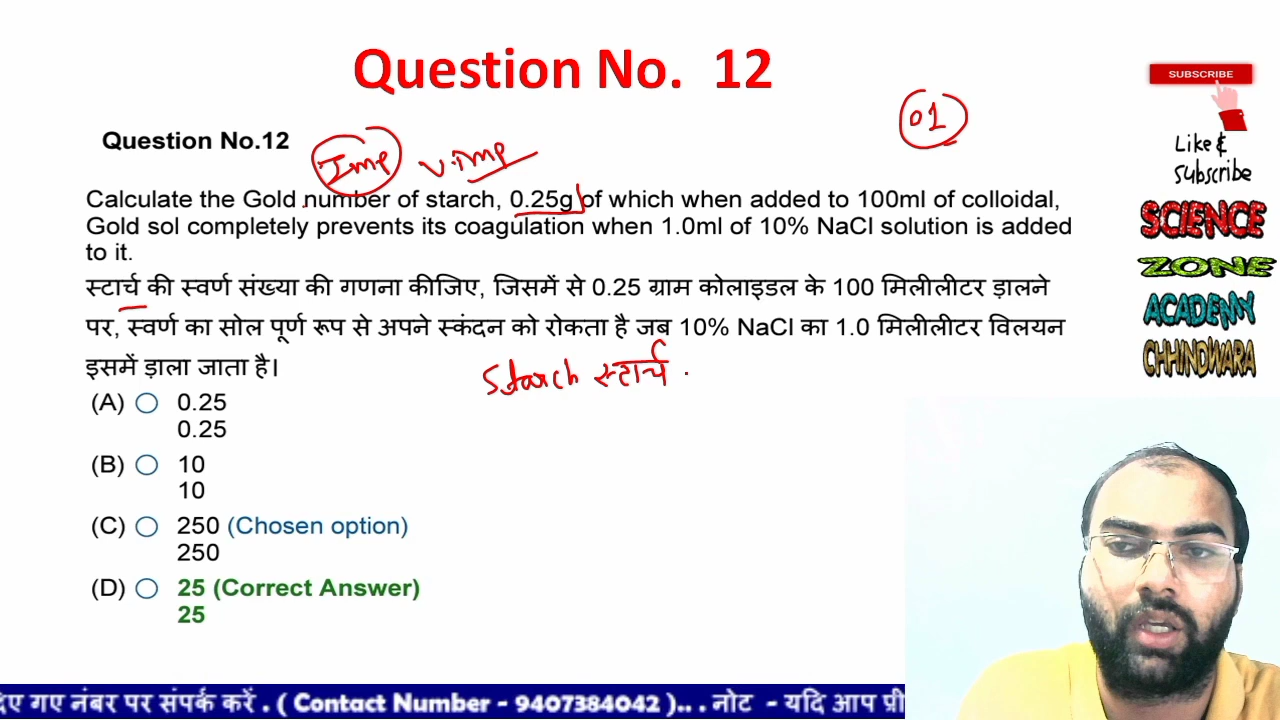 Question No. 12
SUBSCRIBE
01
Question No.12
Imp V.Imp
Like &
Subscribe
Calculate the Gold number of starch, 0.25g of which when added to 100ml of colloidal,
Gold sol completely prevents its coagulation when 1.0ml of 10% NaCl solution is added
to it.
SCIENCE
ZONE
ACADEMY
CHHINDWARA
स्टार्च की स्वर्ण संख्या की गणना कीजिए, जिसमें से 0.25 ग्राम कोलाइडल के 100 मिलीलीटर ड़ालने
पर, स्वर्ण का सोल पूर्ण रूप से अपने स्कंदन को रोकता है जब 10% NaCl का 1.0 मिलीलीटर विलयन
इसमें ड़ाला जाता है।
Starch स्टार्च
(A) 0.25
0.25
(B) 10
10
(C) 250 (Chosen option)
250
(D) 25 (Correct Answer)
25
दिए गए नंबर पर संपर्क करें . ( Contact Number - 9407384042 ).. . नोट - यदि आप प्री